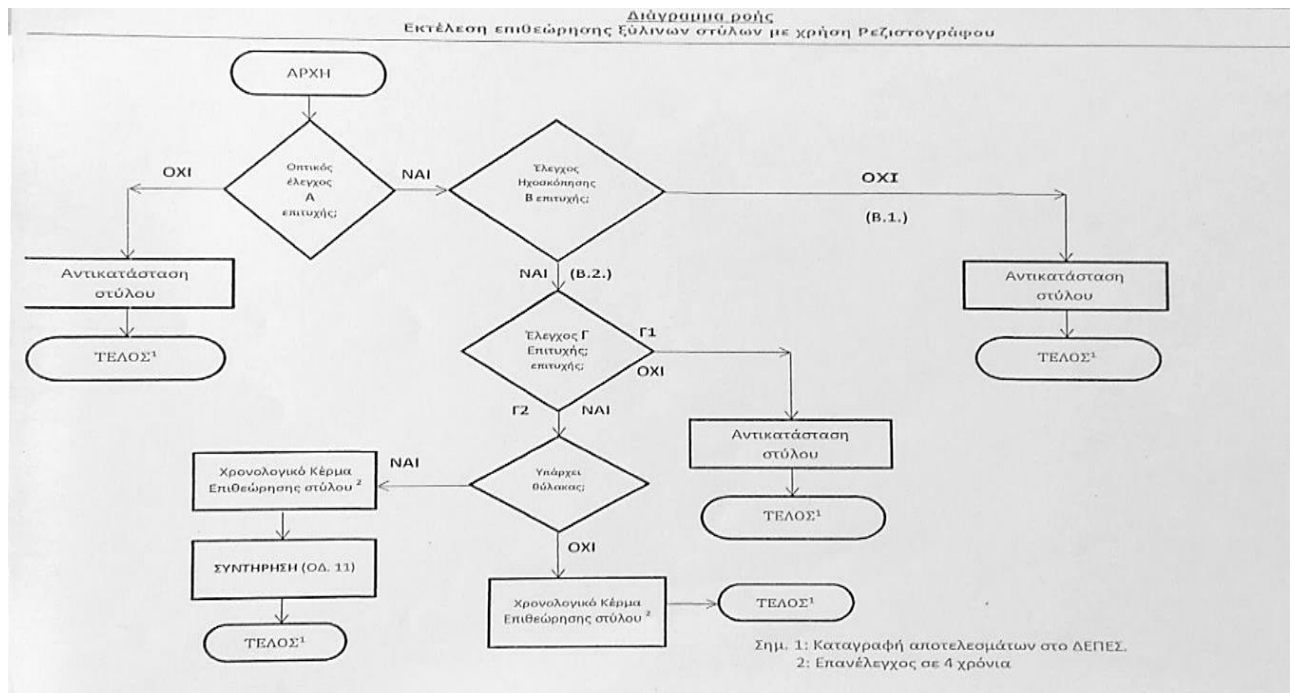 Διάγραμμα ροής
Εκτέλεση επιθεώρησης ξύλινων στύλων με χρήση Ρεζιστογράφου
ΑΡΧΗ
Οπτικός
έλεγχος
Α
επιτυχής;
ΟΧΙ
ΝΑΙ
Έλεγχος
Ηχοσκόπησης
Β επιτυχής;
ΟΧΙ
(Β.1.)
Αντικατάσταση
στύλου
ΤΕΛΟΣ¹
ΝΑΙ (Β.2.)
Αντικατάσταση
στύλου
ΤΕΛΟΣ¹
Έλεγχος Γ
Επιτυχής;
επιτυχής;
Γ1
ΟΧΙ
Γ2 ΝΑΙ
Αντικατάσταση
στύλου
ΤΕΛΟΣ¹
Υπάρχει
θύλακας;
ΝΑΙ
Χρονολογικό Κέρμα
Επιθεώρησης στύλου ²
ΣΥΝΤΗΡΗΣΗ (ΟΔ. 11)
ΤΕΛΟΣ¹
ΟΧΙ
Χρονολογικό Κέρμα
Επιθεώρησης στύλου ²
ΤΕΛΟΣ¹
Σημ. 1: Καταγραφή αποτελεσμάτων στο ΔΕΠΕΣ.
2: Επανέλεγχος σε 4 χρόνια